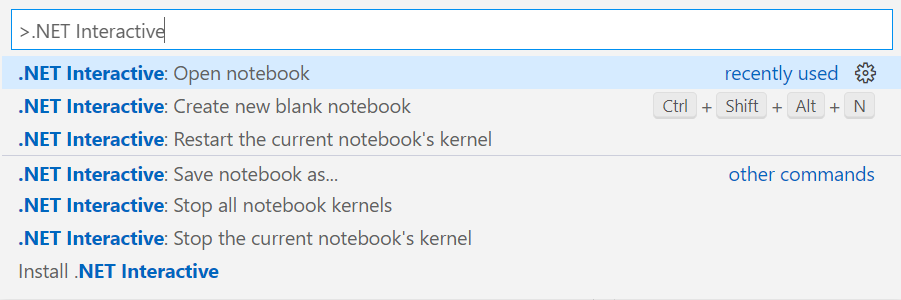 >.NET Interactive
.NET Interactive: Open notebook recently used
.NET Interactive: Create new blank notebook Ctrl + Shift + Alt + N
.NET Interactive: Restart the current notebook's kernel
.NET Interactive: Save notebook as... other commands
.NET Interactive: Stop all notebook kernels
.NET Interactive: Stop the current notebook's kernel
Install .NET Interactive